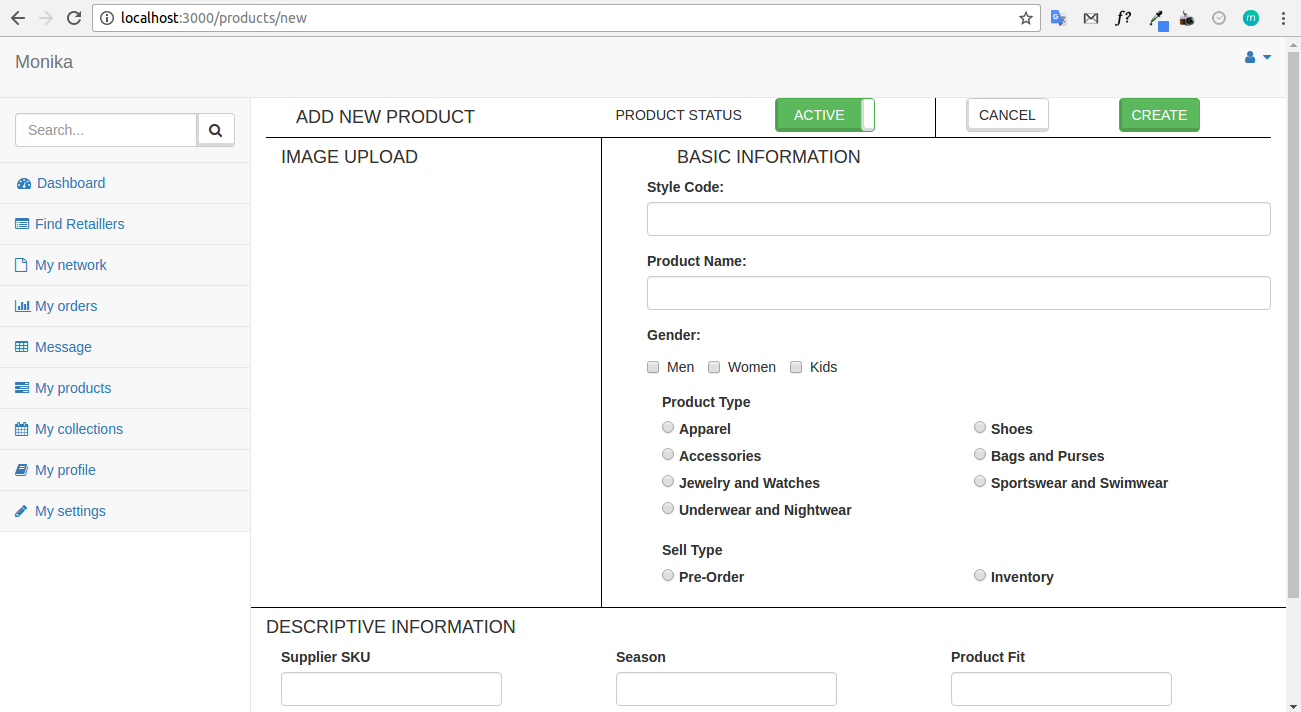 localhost:3000/products/new
f?
m
Monika
ADD NEW PRODUCT PRODUCT STATUS ACTIVE CANCEL CREATE
Search...
Dashboard
Find Retaillers
My network
My orders
Message
My products
My collections
My profile
My settings
IMAGE UPLOAD
BASIC INFORMATION
Style Code:
Product Name:
Gender:
Men Women Kids
Product Type
Apparel Shoes
Accessories Bags and Purses
Jewelry and Watches Sportswear and Swimwear
Underwear and Nightwear
Sell Type
Pre-Order Inventory
DESCRIPTIVE INFORMATION
Supplier SKU Season Product Fit